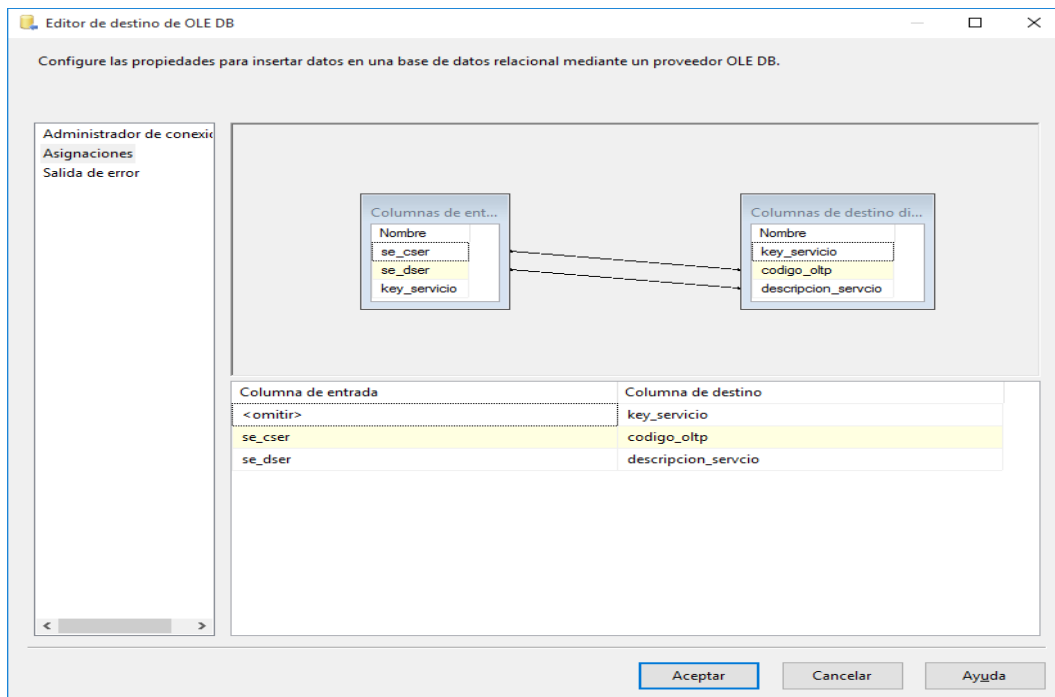 Editor de destino de OLE DB
Configure las propiedades para insertar datos en una base de datos relacional mediante un proveedor OLE DB.
Administrador de conexic
Asignaciones
Salida de error
Columnas de ent...
Nombre
se_cser
se_dser
key_servicio
Columnas de destino di...
Nombre
key_servicio
codigo_oltp
descripcion_servcio
Columna de entrada Columna de destino
<omitir> key_servicio
se_cser codigo_oltp
se_dser descripcion_servcio
Aceptar Cancelar Ayuda